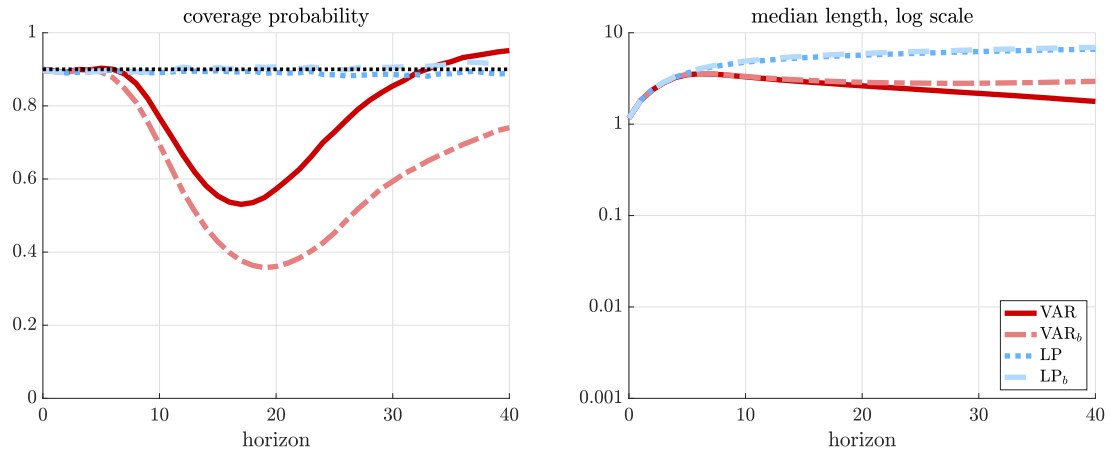 coverage probability
1
0.8
0.6
0.4
0.2
0
0
10
20
30
40
horizon
median length, log scale
10
1
0.1
0.01
0.001
0
10
20
30
40
horizon
VAR
VAR_b
LP
LP_b